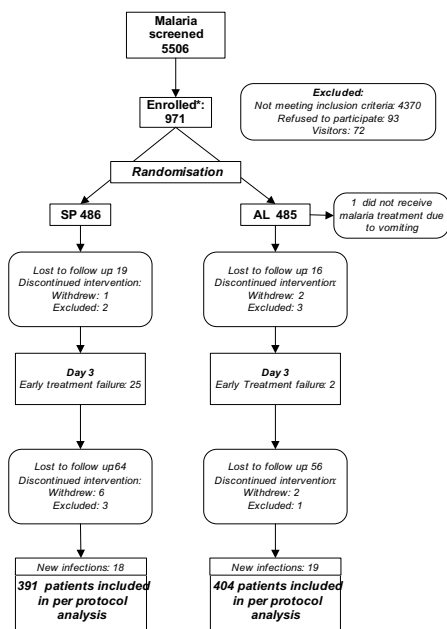 Malaria
screened
5506
Enrolled*:
971
Excluded:
Not meeting inclusion criteria: 4370
Refused to participate: 93
Visitors: 72
Randomisation
SP 486
AL 485
1 did not receive
malaria treatment due
to vomiting
Lost to follow up:19
Discontinued intervention:
Withdrew: 1
Excluded: 2
Lost to follow up: 16
Discontinued intervention:
Withdrew: 2
Excluded: 3
Day 3
Early treatment failure: 25
Day 3
Early Treatment failure: 2
Lost to follow up:64
Discontinued intervention:
Withdrew: 6
Excluded: 3
Lost to follow up: 56
Discontinued intervention:
Withdrew: 2
Excluded: 1
New infections: 18
391 patients included
in per protocol
analysis
New infections: 19
404 patients included
in per protocol
analysis